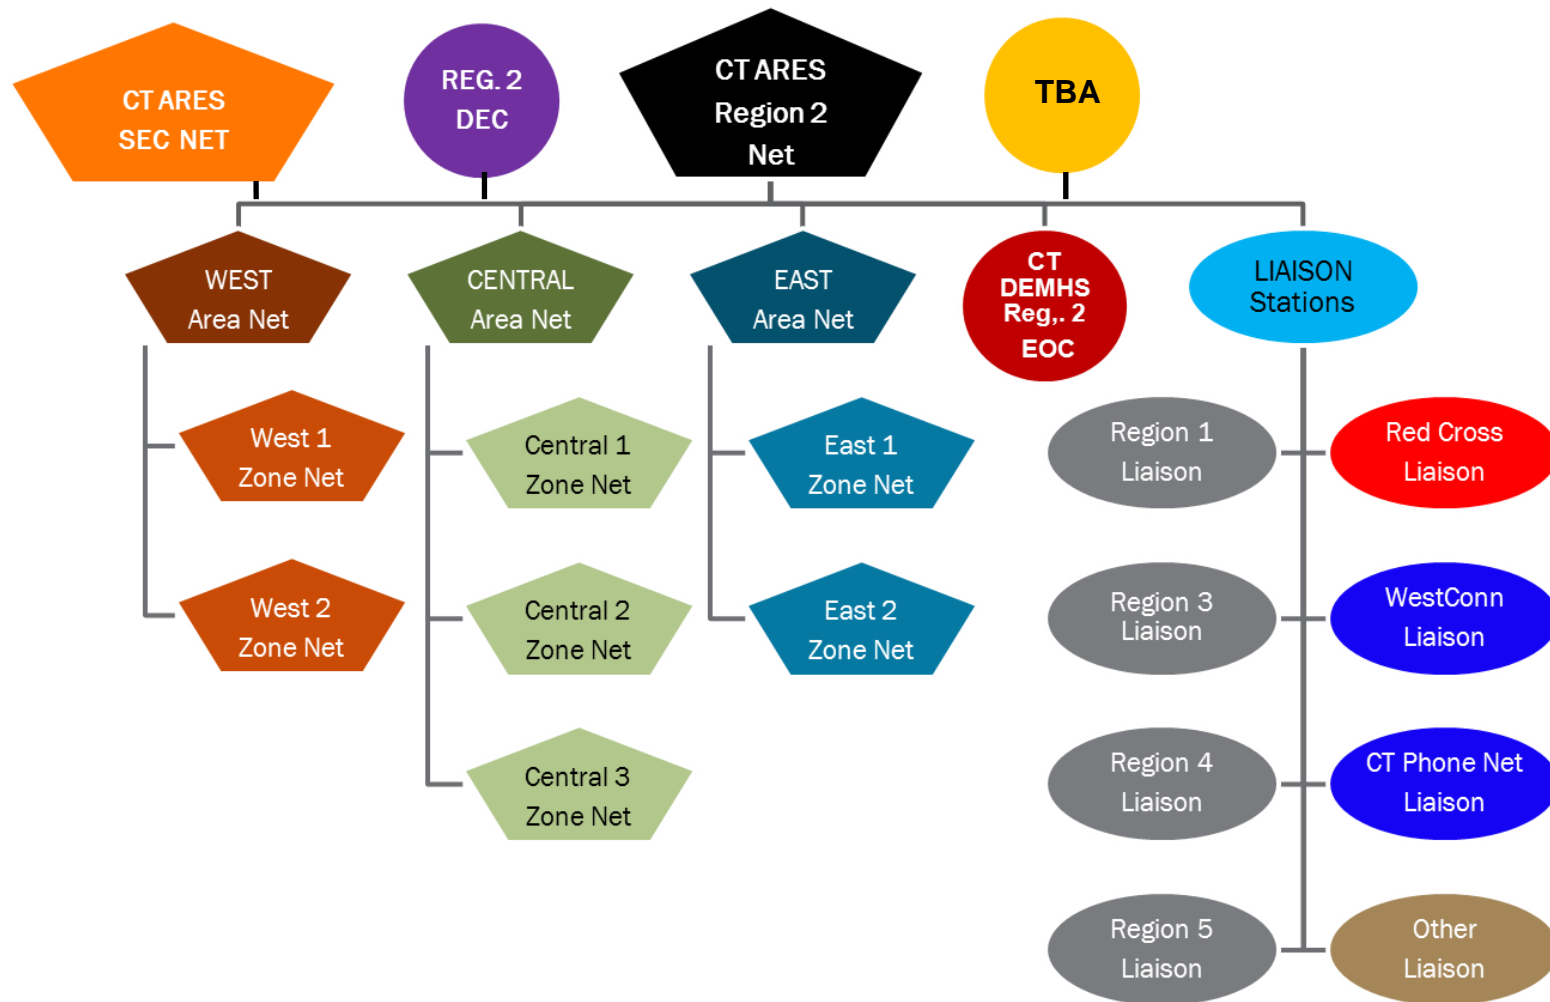 CT ARES
SEC NET
REG. 2
DEC
CT ARES
Region 2
Net
TBA
WEST
Area Net
CENTRAL
Area Net
EAST
Area Net
CT
DEMHS
Reg,. 2
EOC
LIAISON
Stations
West 1
Zone Net
Central 1
Zone Net
East 1
Zone Net
Region 1
Liaison
Red Cross
Liaison
West 2
Zone Net
Central 2
Zone Net
East 2
Zone Net
Region 3
Liaison
WestConn
Liaison
Central 3
Zone Net
Region 4
Liaison
CT Phone Net
Liaison
Region 5
Liaison
Other
Liaison